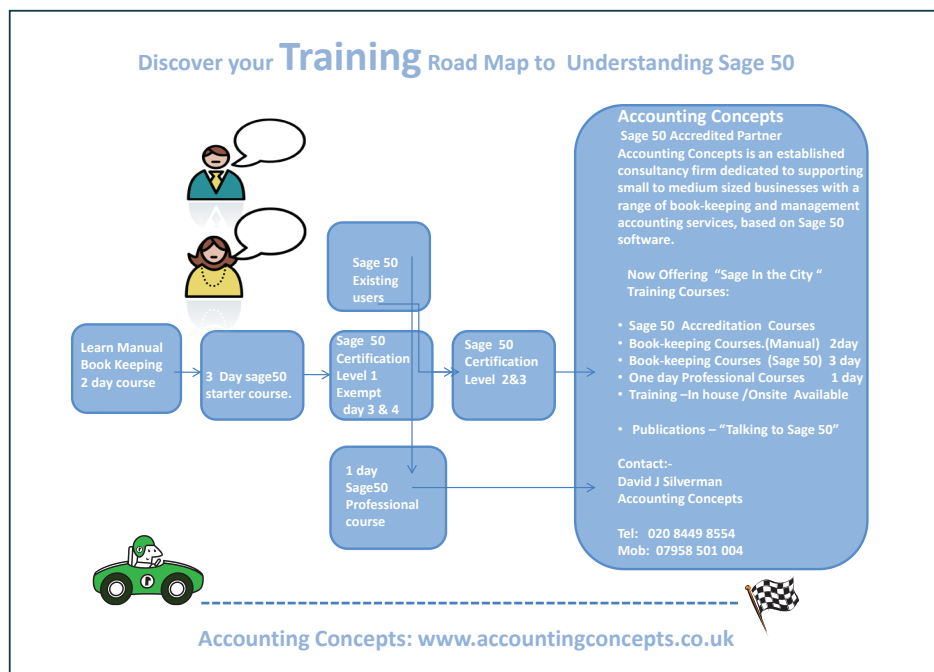 Discover your Training Road Map to Understanding Sage 50
Sage 50
Existing
users
Learn Manual
Book Keeping
2 day course
3 Day sage50
starter course.
Sage 50
Certification
Level 1
Exempt
day 3 & 4
Sage 50
Certification
Level 2&3
1 day
Sage50
Professional
course
Accounting Concepts
Sage 50 Accredited Partner
Accounting Concepts is an established
consultancy firm dedicated to supporting
small to medium sized businesses with a
range of book-keeping and management
accounting services, based on Sage 50
software.
Now Offering "Sage In the City "
Training Courses:
• Sage 50 Accreditation Courses
• Book-keeping Courses.(Manual) 2day
• Book-keeping Courses (Sage 50) 3 day
• One day Professional Courses 1 day
• Training –In house /Onsite Available
• Publications – "Talking to Sage 50"
Contact:-
David J Silverman
Accounting Concepts
Tel: 020 8449 8554
Mob: 07958 501 004
Accounting Concepts: www.accountingconcepts.co.uk